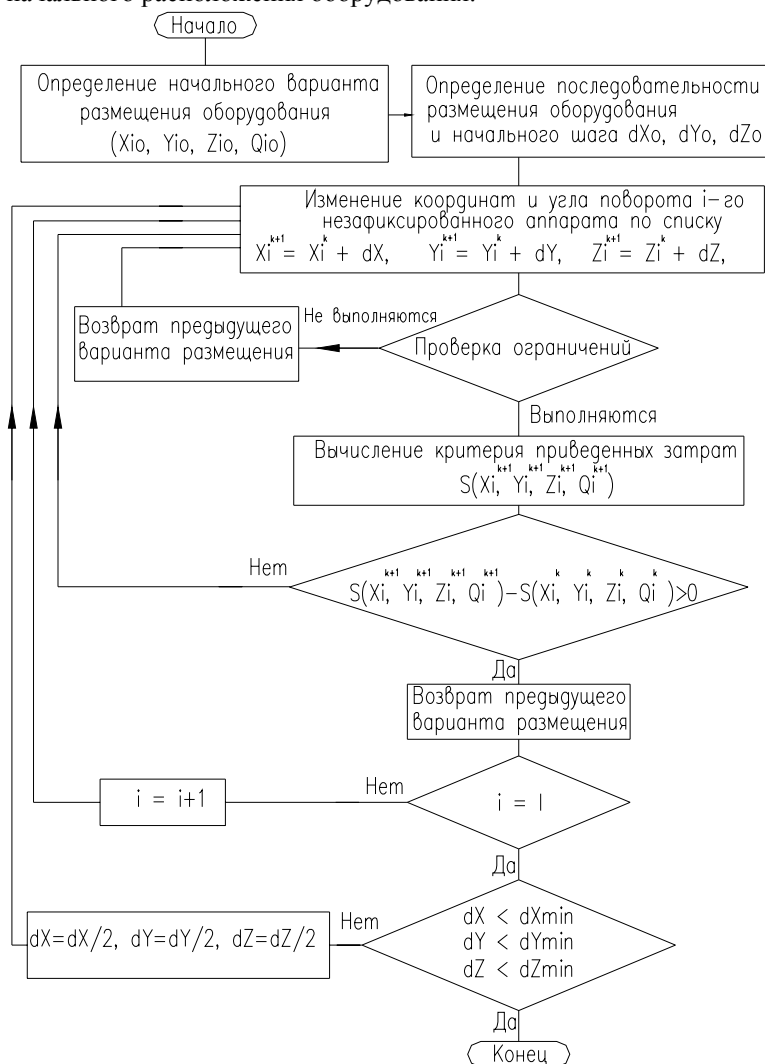 начального расположения оборудования.
Начало
Определение начального варианта
размещения оборудования
(Xio, Yio, Zio, Qio)
Определение последовательности
размещения оборудования
и начального шага dXo, dYo, dZo
Изменение координат и угла поворота i-го
незафиксированного аппарата по списку
Xi^k+1 = Xi^k + dX, Yi^k+1 = Yi^k + dY, Zi^k+1 = Zi^k + dZ,
Возврат предыдущего
варианта размещения
Не выполняются
Проверка ограничений
Выполняются
Вычисление критерия приведенных затрат
S(Xi^k+1, Yi^k+1, Zi^k+1, Qi^k+1)
Нет
S(Xi^k+1, Yi^k+1, Zi^k+1, Qi^k+1)-S(Xi^k, Yi^k, Zi^k, Qi^k)>0
Да
Возврат предыдущего
варианта размещения
i = i+1
Нет
i = I
Да
dX=dX/2, dY=dY/2, dZ=dZ/2
Нет
dX < dXmin
dY < dYmin
dZ < dZmin
Да
Конец